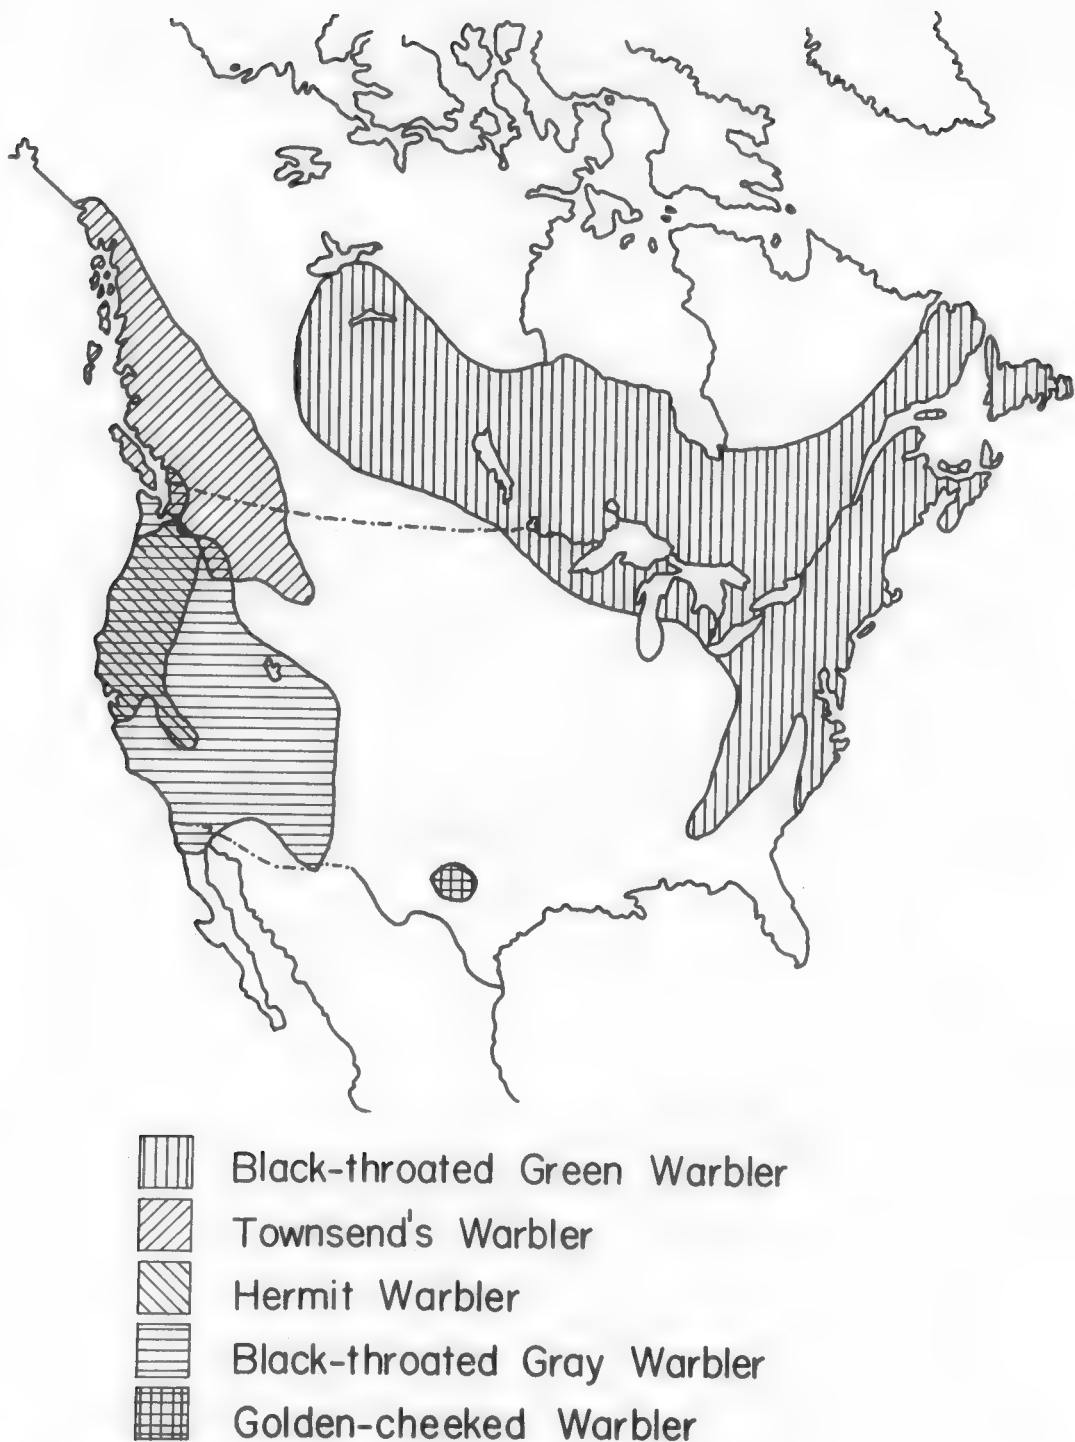 Black-throated Green Warbler
Townsend's Warbler
Hermit Warbler
Black-throated Gray Warbler
Golden-cheeked Warbler